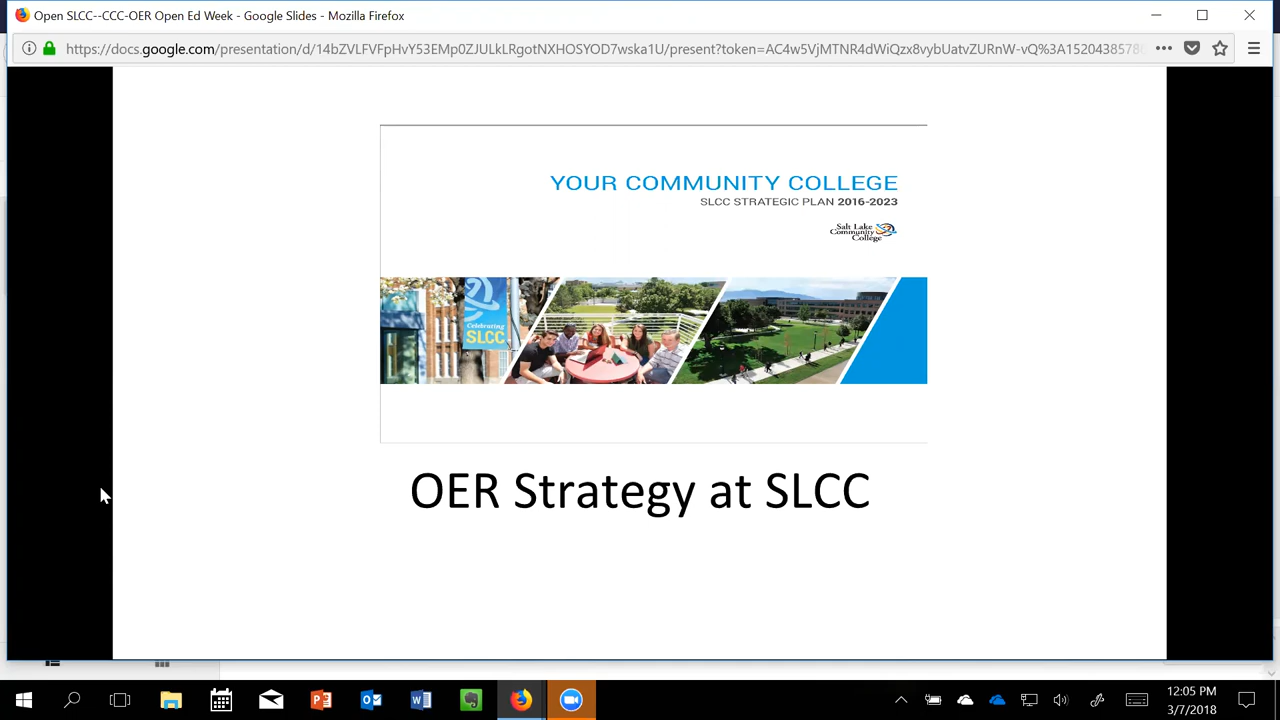 Open SLCC--CCC-OER Open Ed Week - Google Slides - Mozilla Firefox
https://docs.google.com/presentation/d/14bZVLFVFpHvY53EMp0ZJULkLRgotNXHOSYOD7wska1U/present?token=AC4w5VjMTNR4dWiQzx8vybUatvZURnW-vQ%3A1520438578
YOUR COMMUNITY COLLEGE
SLCC STRATEGIC PLAN 2016-2023
Salt Lake
Community
College
Celebrating
SLCC
OER Strategy at SLCC
12:05 PM
3/7/2018